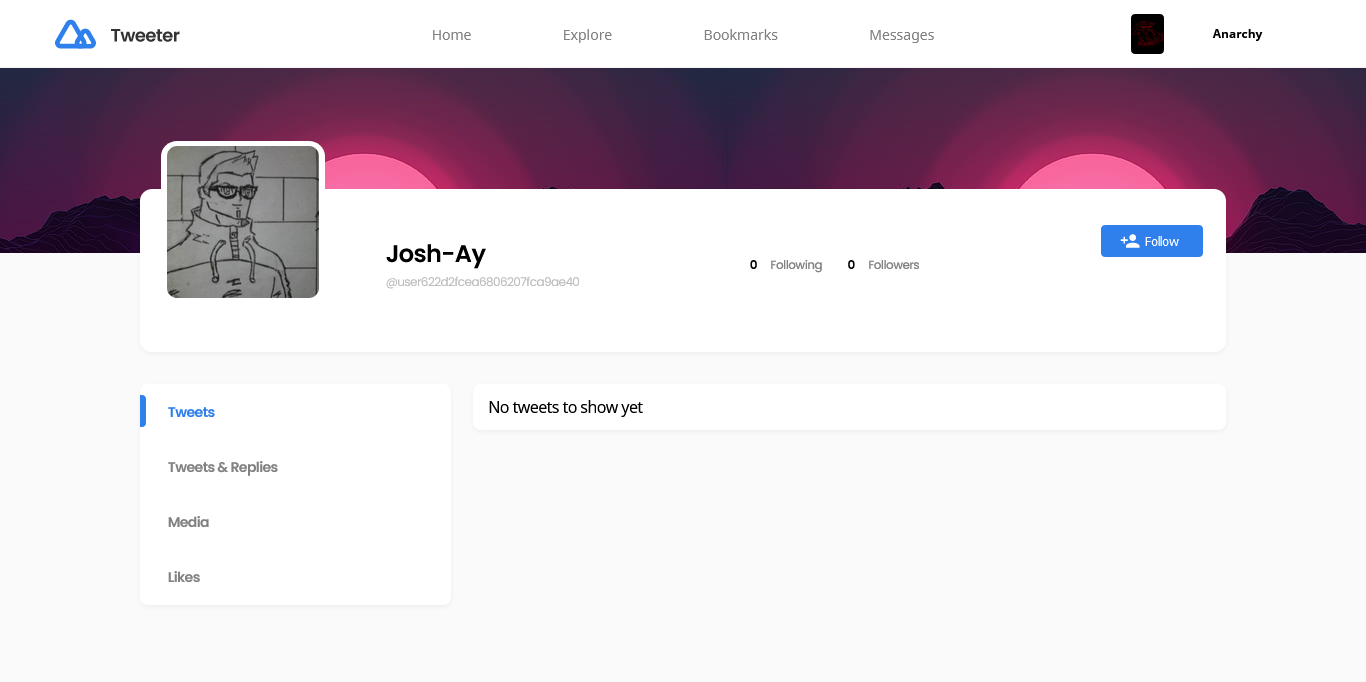 Tweeter
Home
Explore
Bookmarks
Messages
Anarchy
Josh-Ay
@user622d2fcea6806207fca9ae40
0 Following
0 Followers
Follow
Tweets
Tweets & Replies
Media
Likes
No tweets to show yet